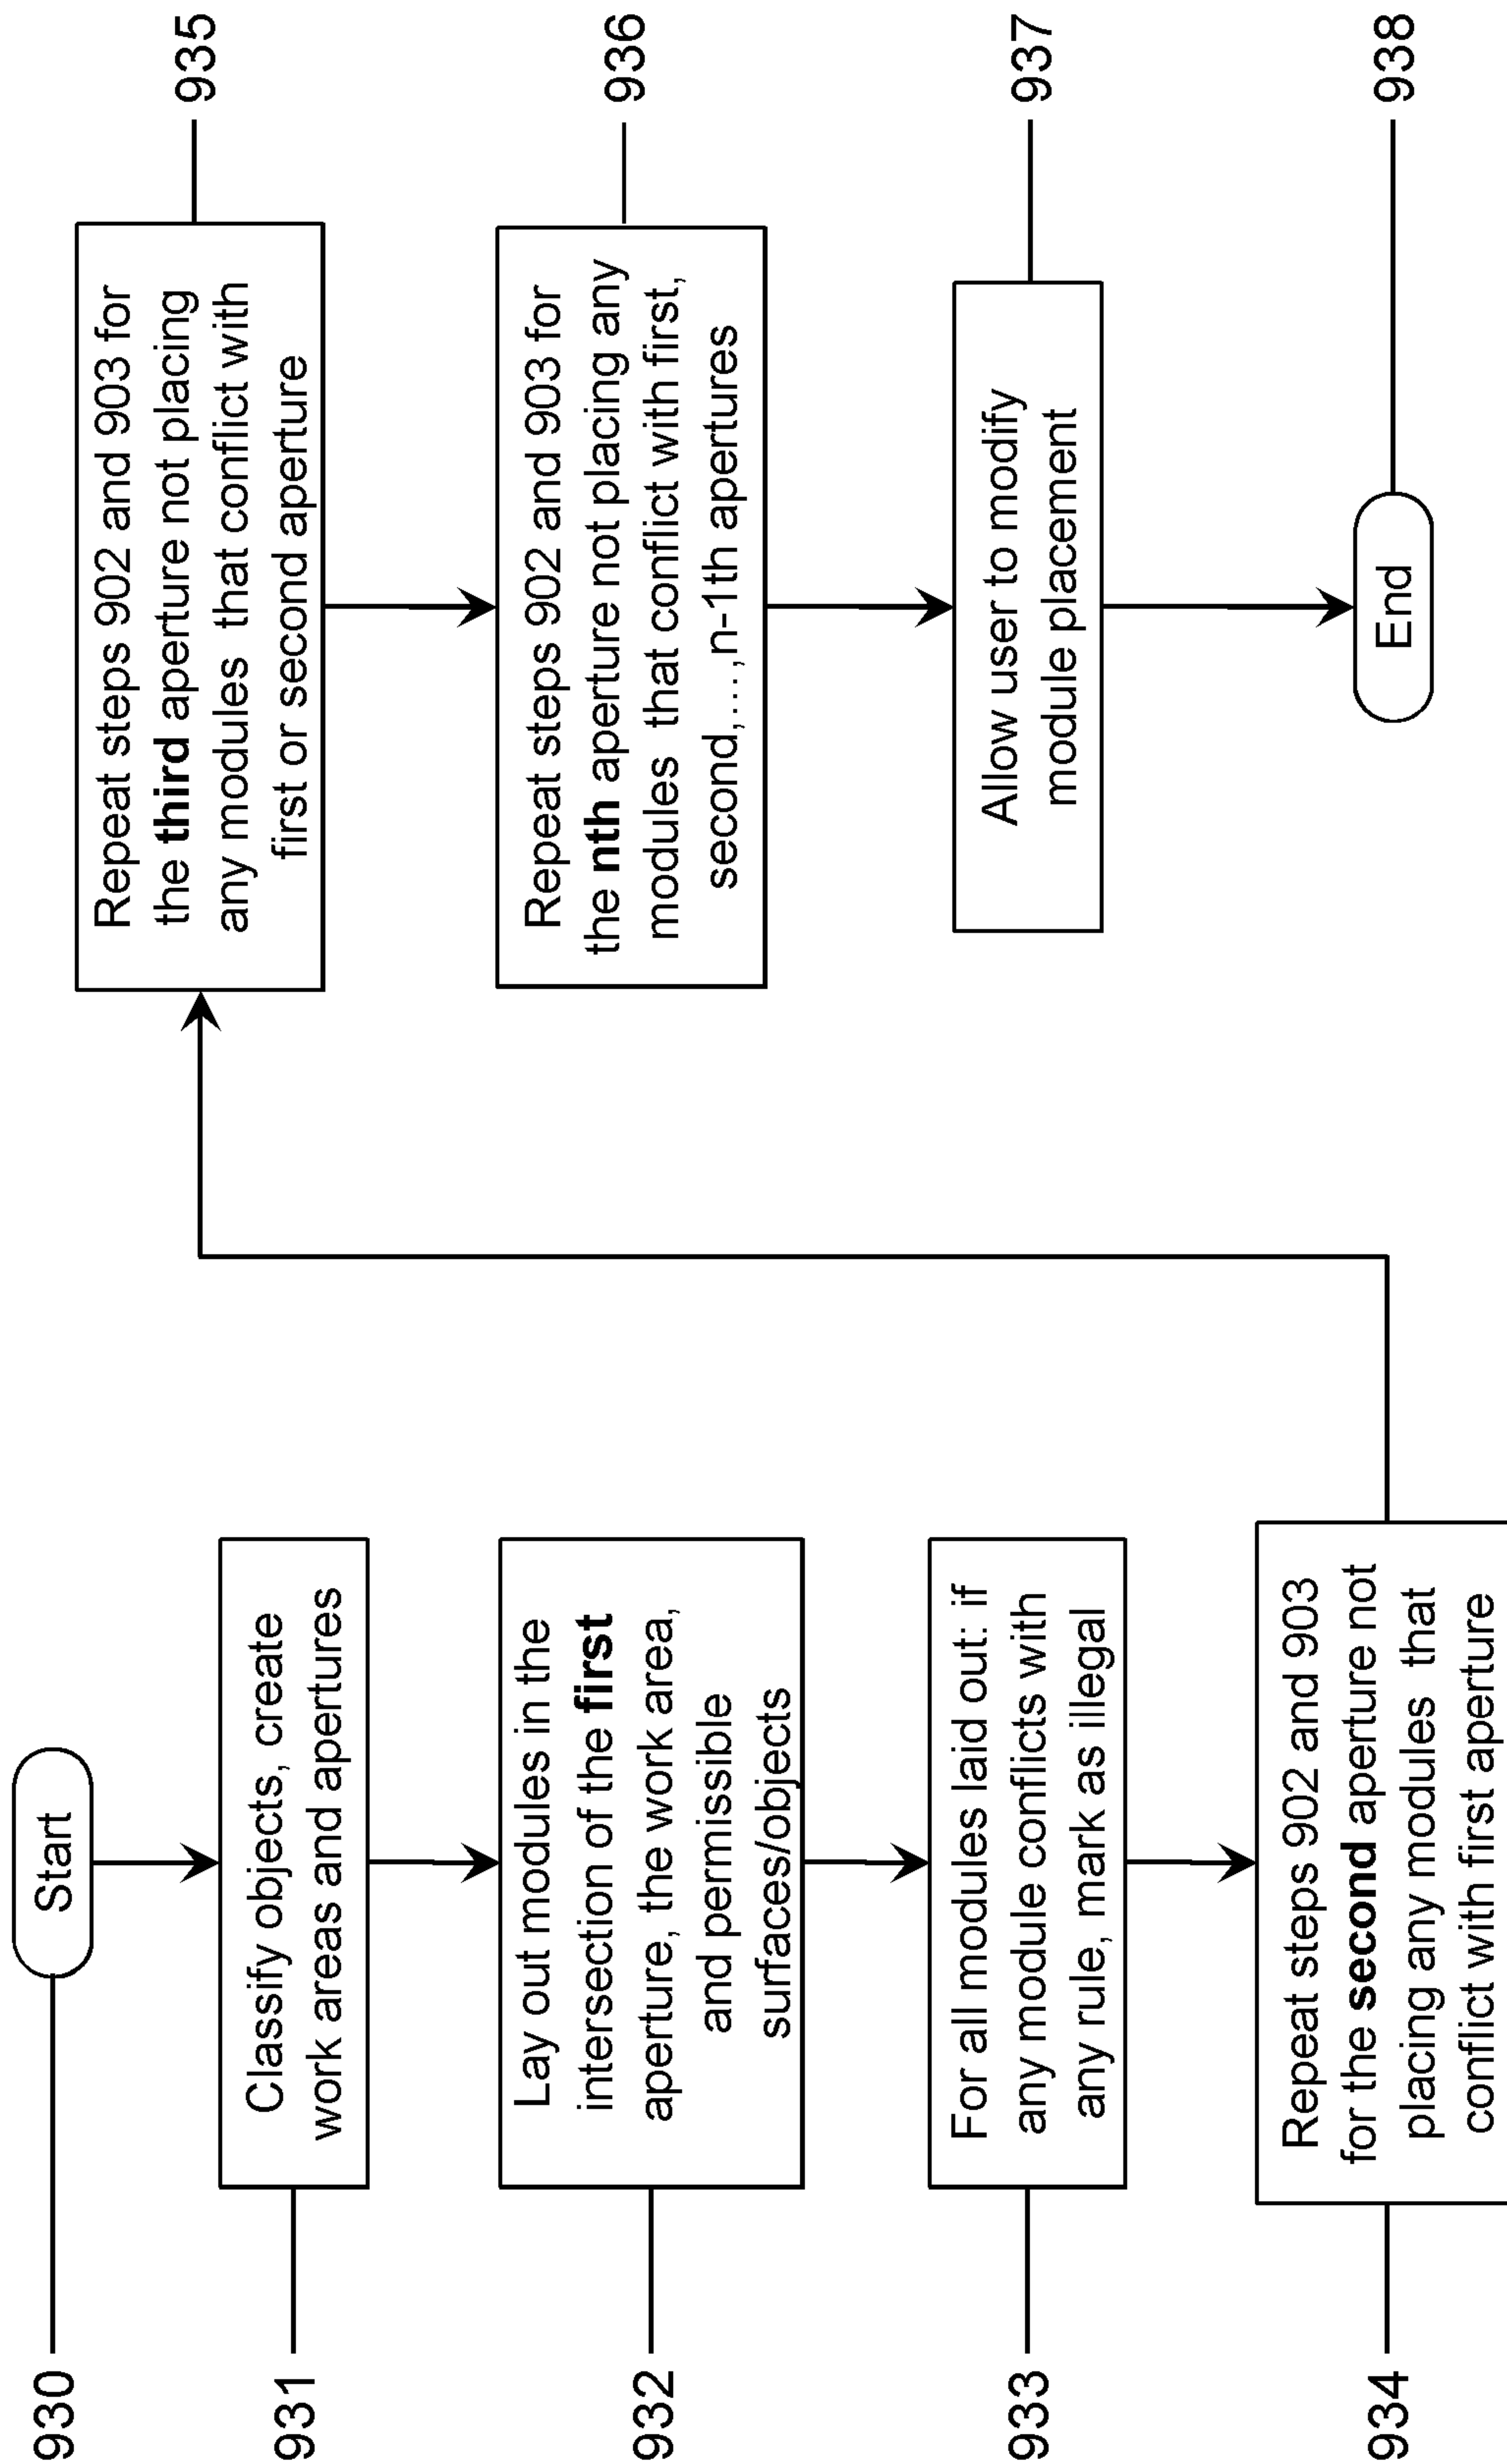 930
Start
931
Classify objects, create
work areas and apertures
932
Lay out modules in the
intersection of the first
aperture, the work area,
and permissible
surfaces/objects
933
For all modules laid out: if
any module conflicts with
any rule, mark as illegal
934
Repeat steps 902 and 903
for the second aperture not
placing any modules that
conflict with first aperture
935
Repeat steps 902 and 903 for
the third aperture not placing
any modules that conflict with
first or second aperture
936
Repeat steps 902 and 903 for
the nth aperture not placing any
modules that conflict with first,
second,...,n-1th apertures
937
Allow user to modify
module placement
938
End